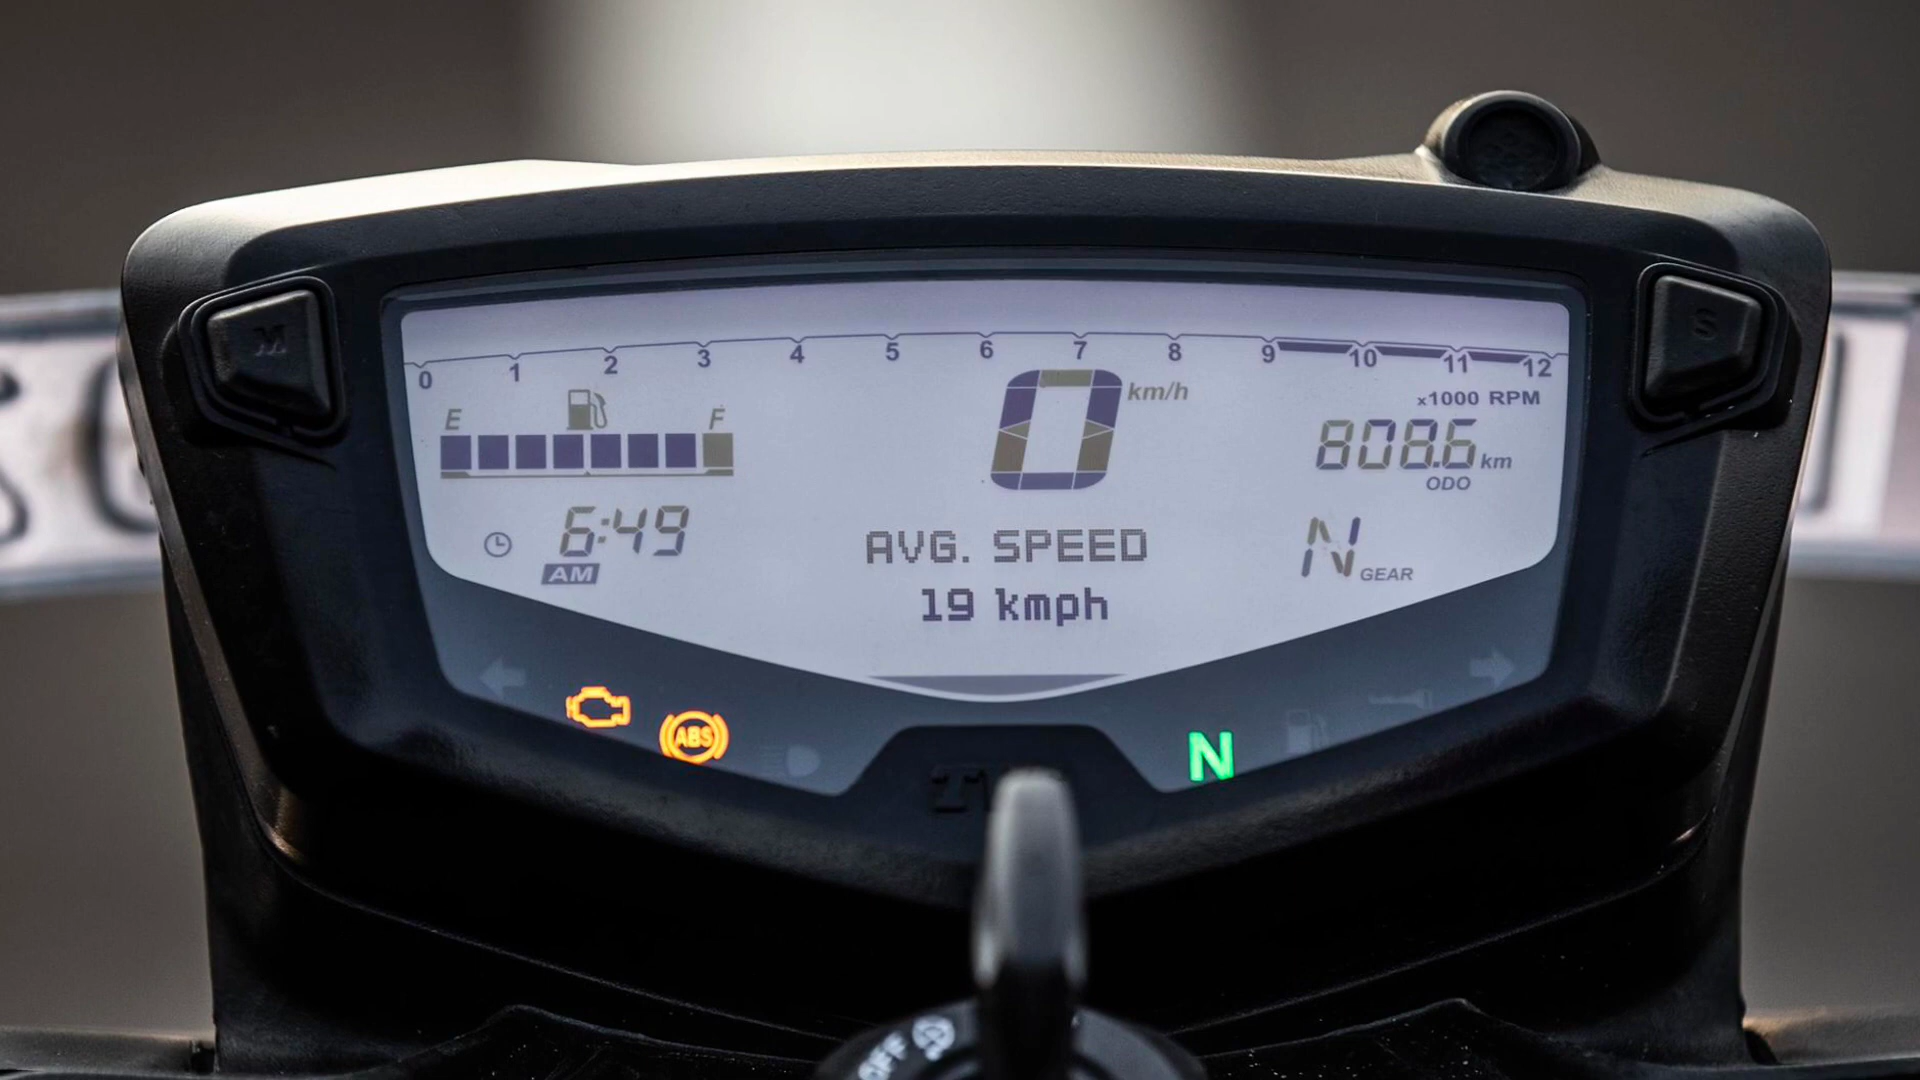 0 1 2 3 4 5 6 7 8 9 10 11 12
x1000 RPM
M
S
E F
0 km/h
808.6 km
ODO
6:49
AM
AVG. SPEED
19 kmph
N GEAR
ABS
N
OFF